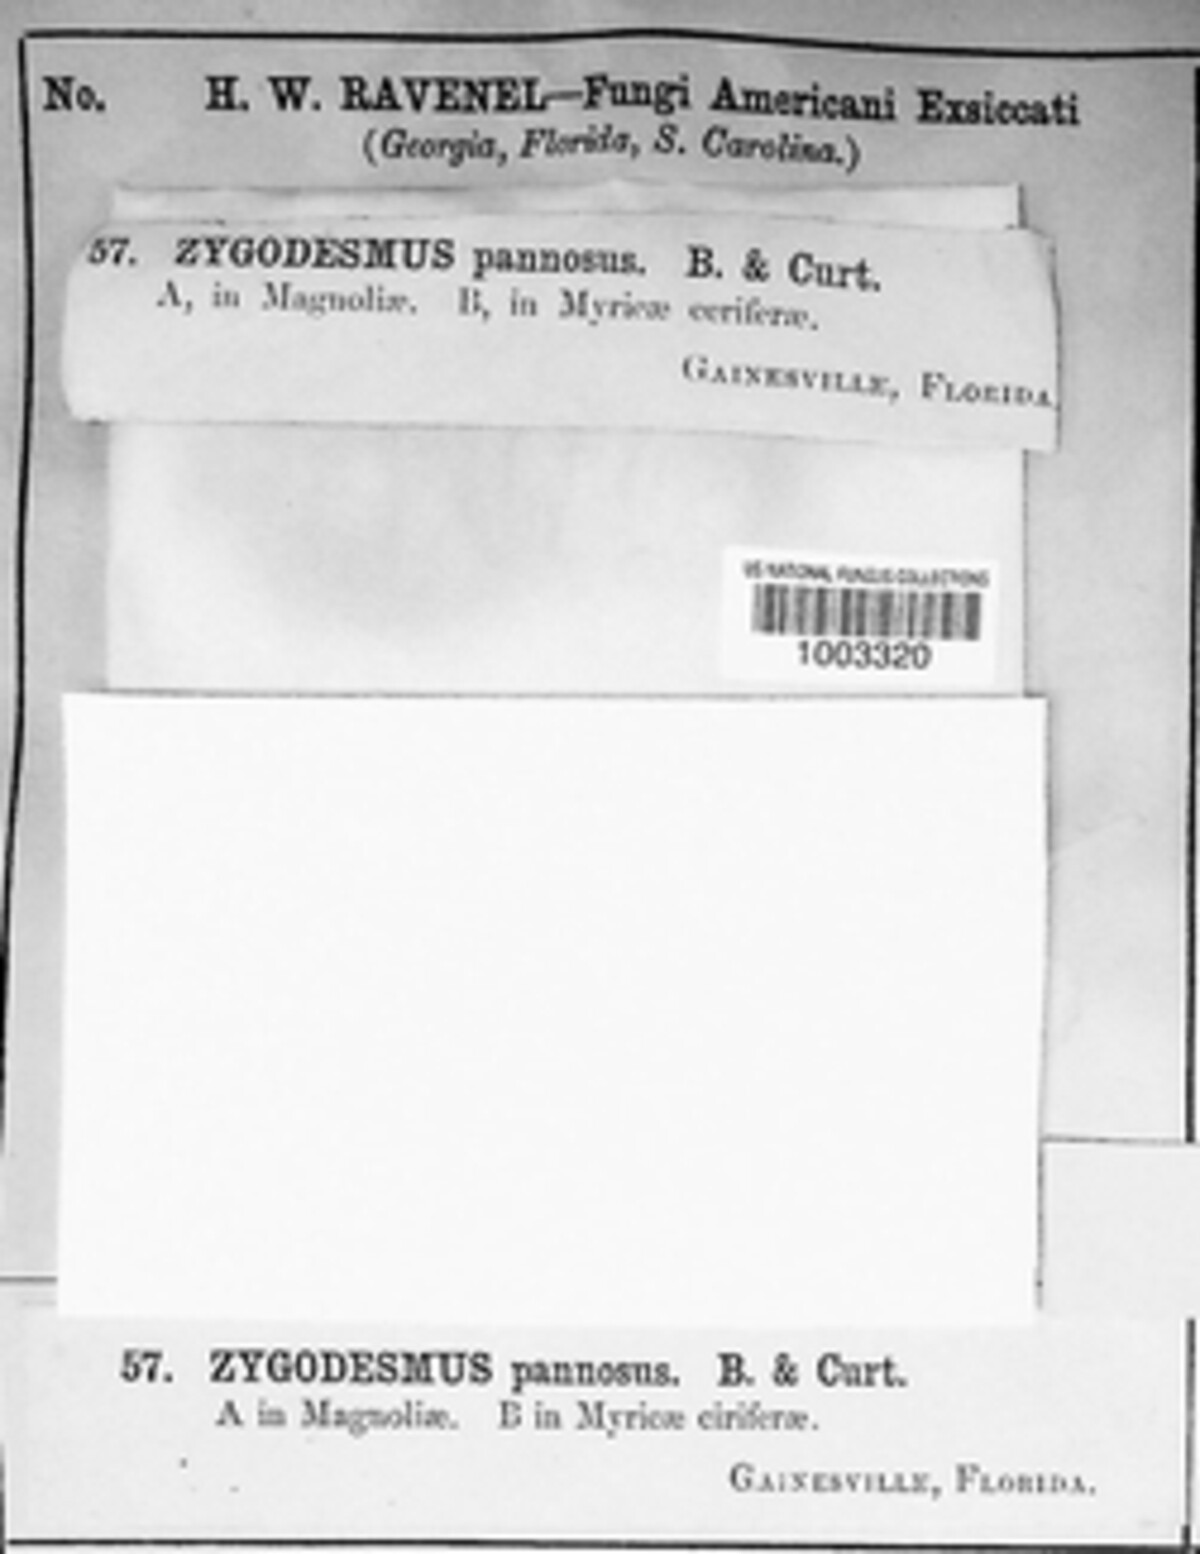 No. H. W. RAVENEL—Fungi Americani Exsiccati
(Georgia, Florida, S. Carolina.)
57. ZYGODESMUS pannosus. B. & Curt.
A, in Magnoliæ. B, in Myricæ ceriferæ.
GAINESVILLE, FLORIDA.
US NATIONAL FUNGUS COLLECTIONS
1003320
57. ZYGODESMUS pannosus. B. & Curt.
A in Magnoliæ. B in Myricæ ciriferæ.
GAINESVILLE, FLORIDA.